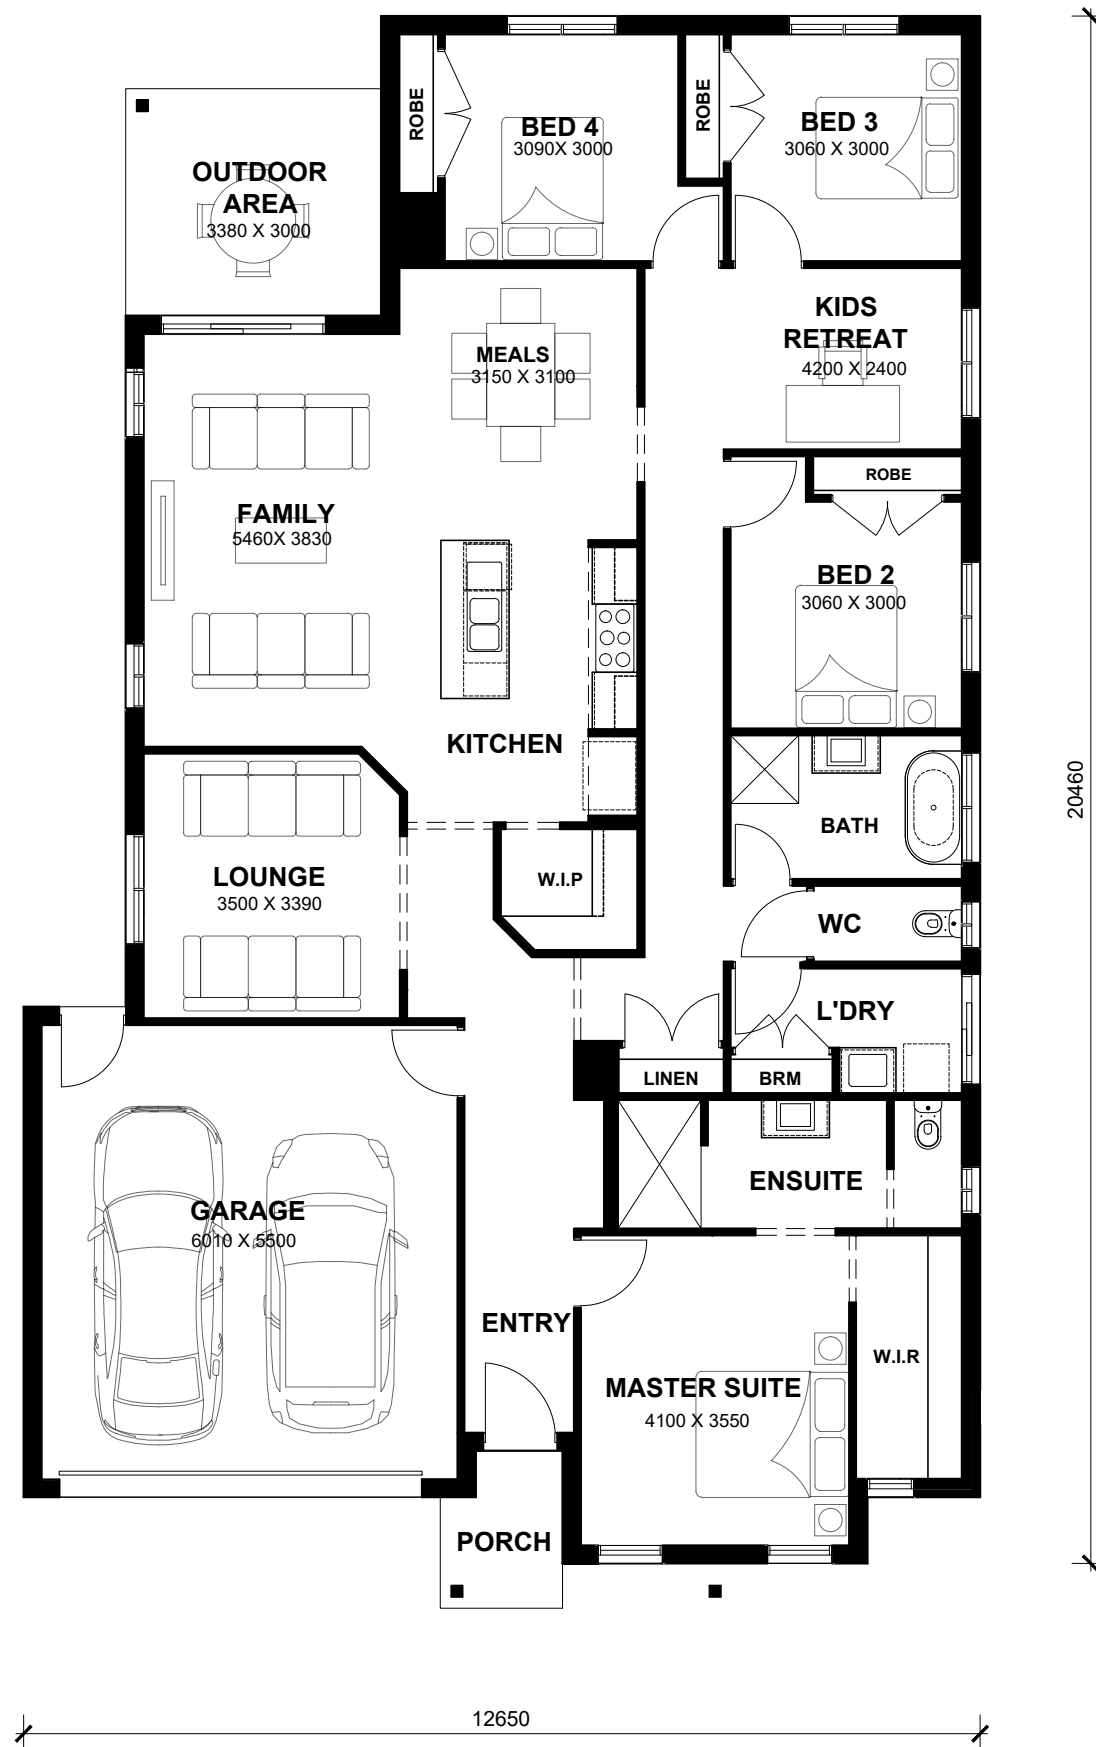 ROBE
BED 4
3090X 3000
ROBE
BED 3
3060 X 3000
OUTDOOR
AREA
3380 X 3000
KIDS
RETREAT
4200 X 2400
MEALS
3150 X 3100
ROBE
FAMILY
5460X 3830
BED 2
3060 X 3000
KITCHEN
20460
BATH
LOUNGE
3500 X 3390
W.I.P
WC
L'DRY
LINEN
BRM
ENSUITE
GARAGE
6010 X 5500
ENTRY
W.I.R
MASTER SUITE
4100 X 3550
PORCH
12650